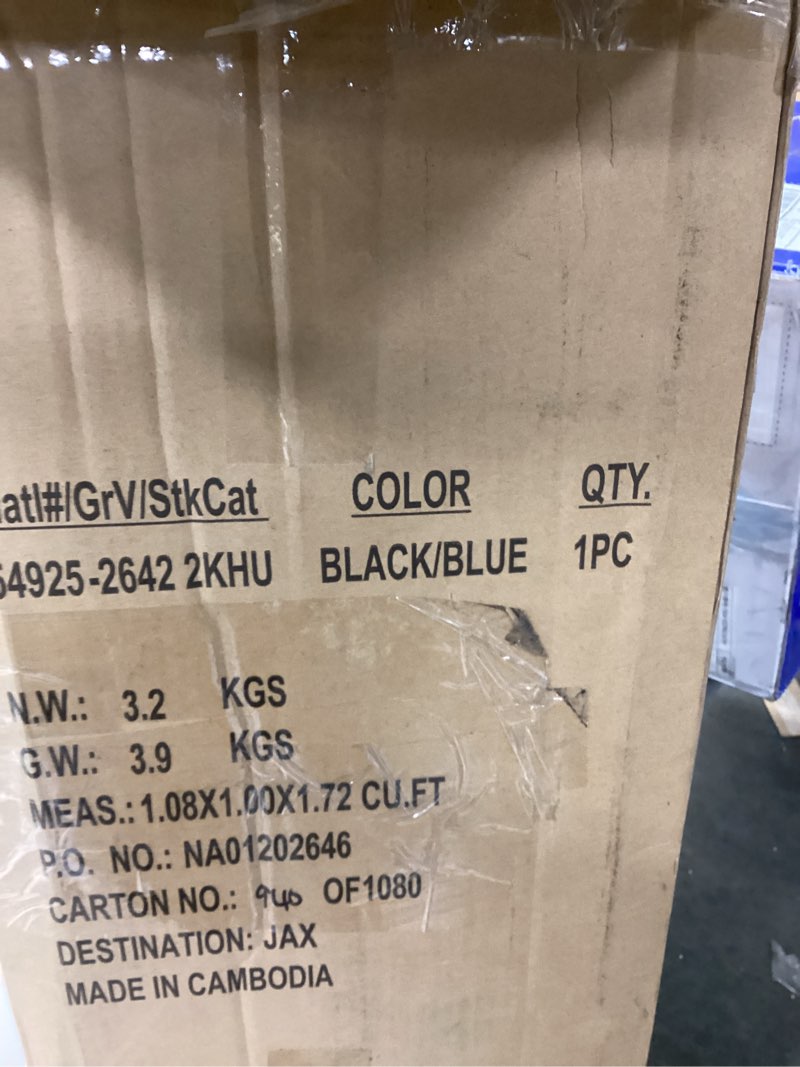 atl#/GrV/StkCat COLOR QTY.
54925-2642 2KHU BLACK/BLUE 1PC
N.W.: 3.2 KGS
G.W.: 3.9 KGS
MEAS.: 1.08X1.00X1.72 CU.FT
P.O. NO.: NA01202646
CARTON NO.: 940 OF1080
DESTINATION: JAX
MADE IN CAMBODIA